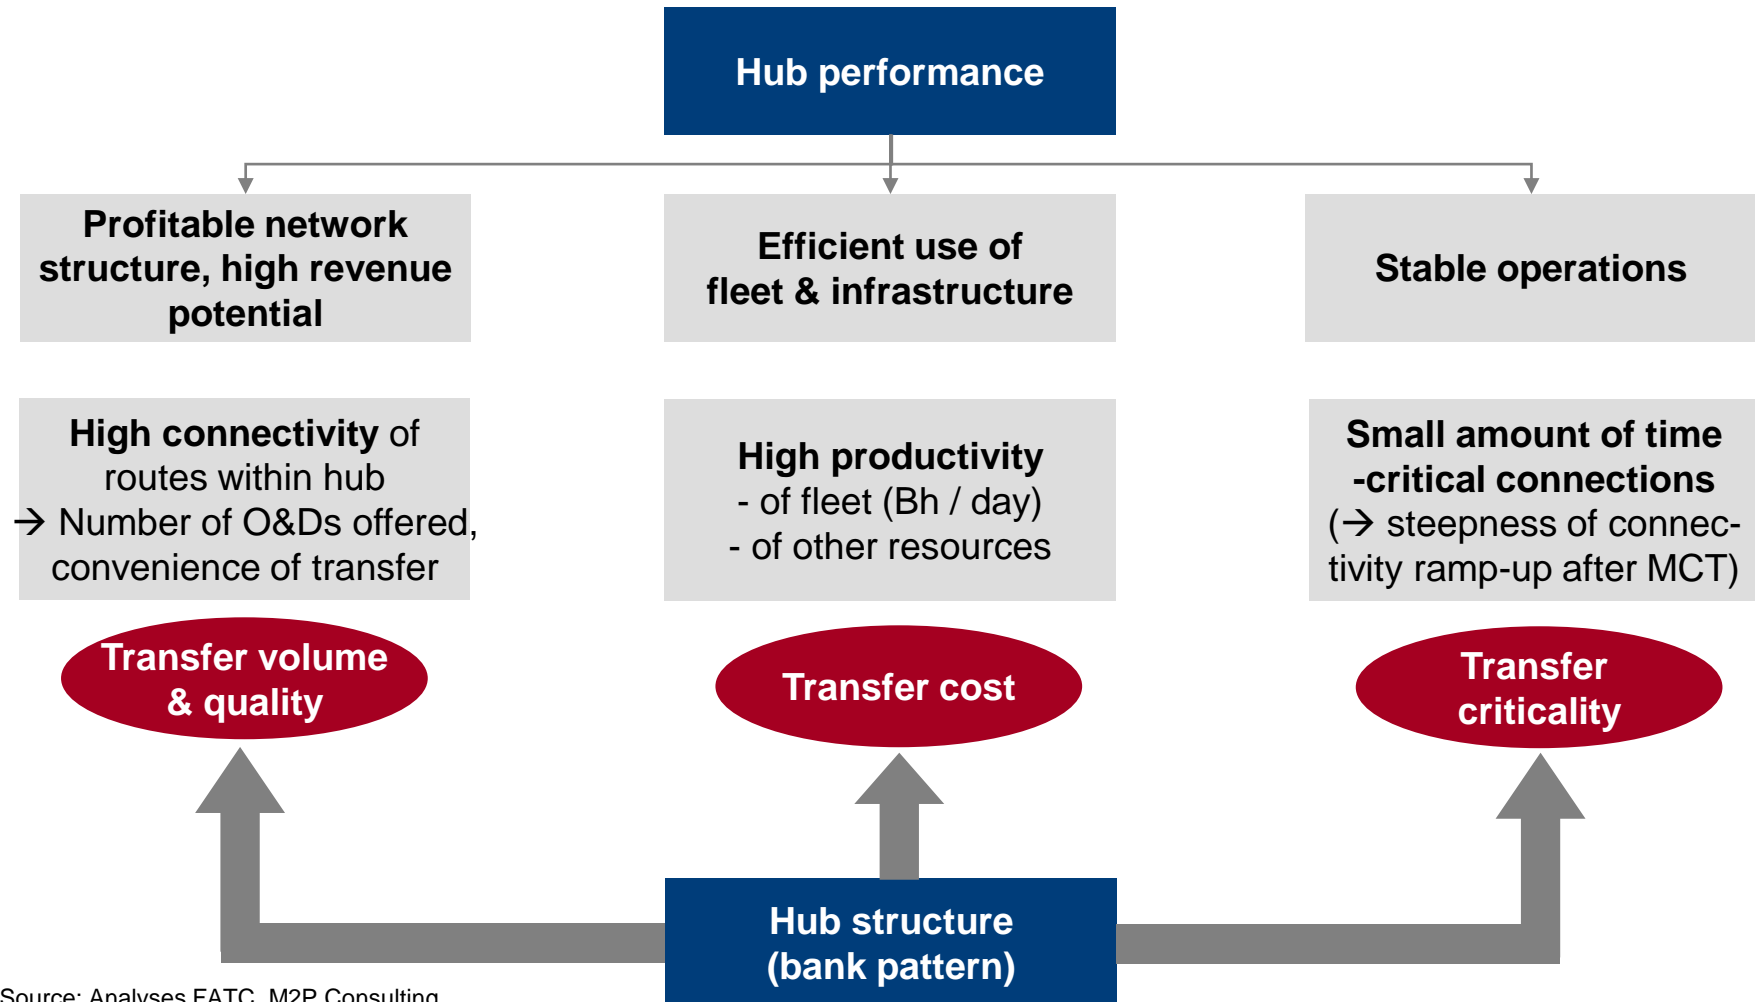 Hub performance
Profitable network
structure, high revenue
potential
Efficient use of
fleet & infrastructure
Stable operations
High connectivity of
routes within hub
→ Number of O&Ds offered,
convenience of transfer
High productivity
- of fleet (Bh / day)
- of other resources
Small amount of time
-critical connections
(→ steepness of connec-
tivity ramp-up after MCT)
Transfer volume
& quality
Transfer cost
Transfer
criticality
Hub structure
(bank pattern)
Source: Analyses FATC, M2P Consulting